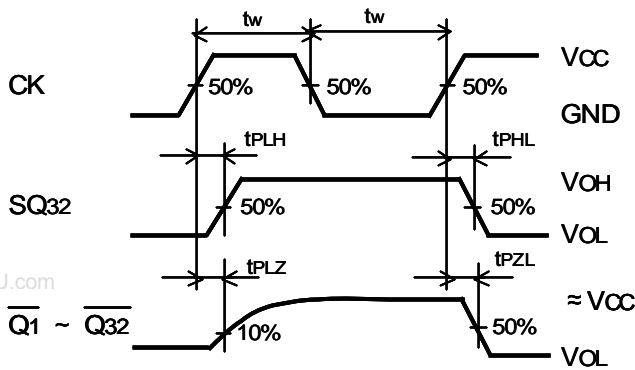 tw tw
CK 50% 50% 50% VCC
GND
tPLH tPHL
SQ32 50% 50% VOH
VOL
U.com
tPLZ tPZL
Q1 ~ Q32 10% 50% ≈ VCC
VOL